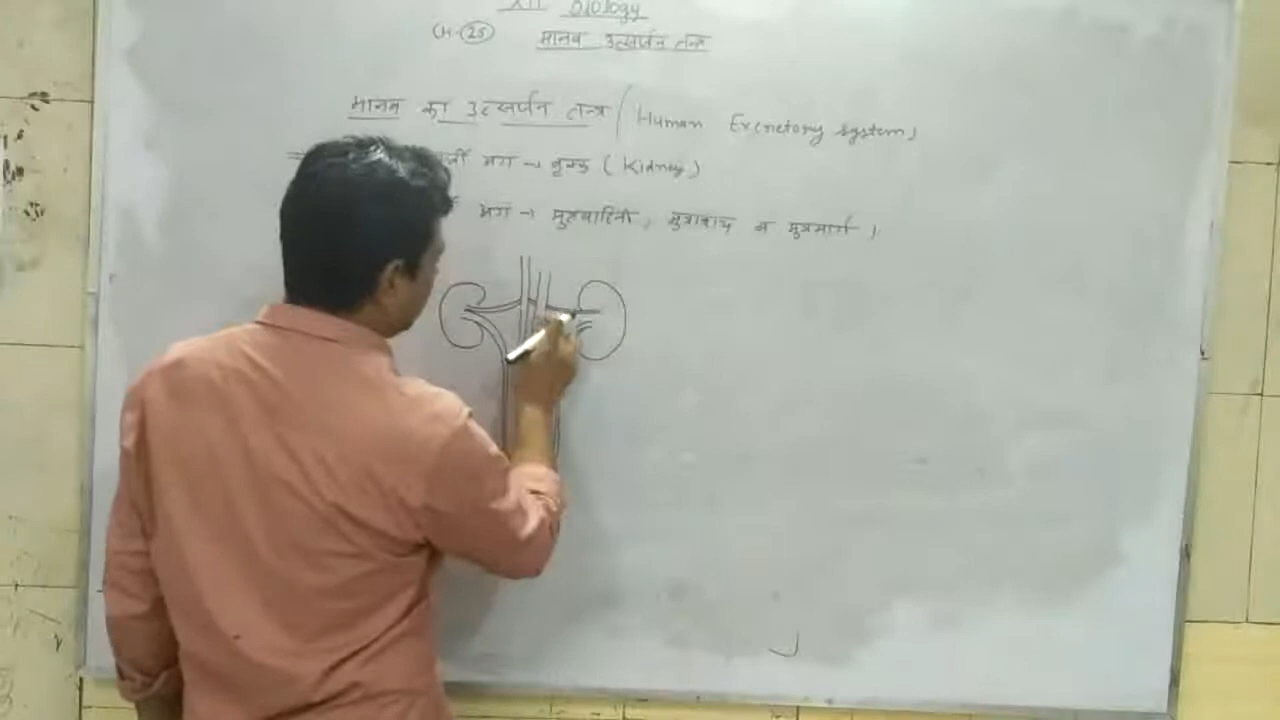 XII Biology
CH-25 मानव उत्सर्जन तन्त्र
मानव का उत्सर्जन तन्त्र (Human Excretory system)
अंग → वृक्क (Kidney)
अंग → मुत्रवाहिनी, मुत्राशय व मुत्रमार्ग ।